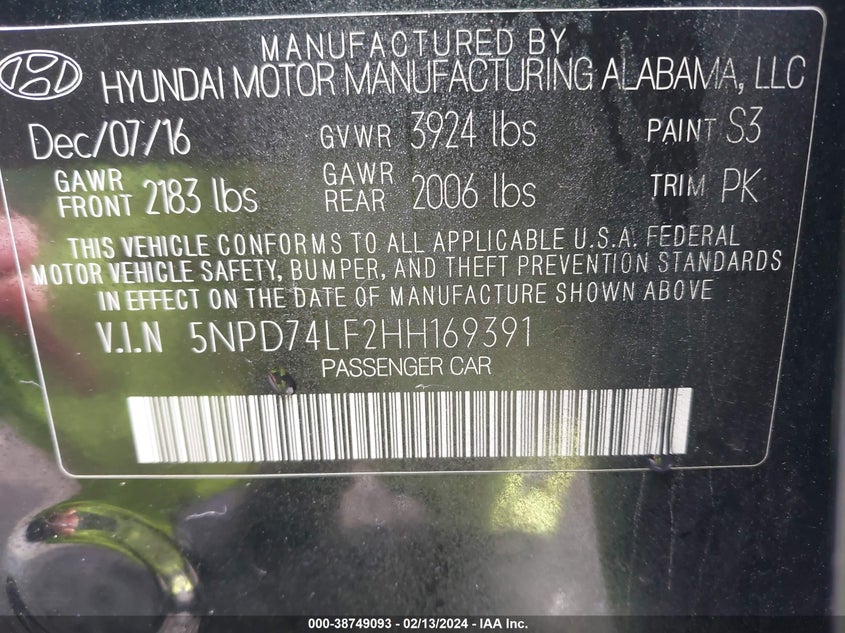 MANUFACTURED BY
HYUNDAI MOTOR MANUFACTURING ALABAMA, LLC
Dec/07/16 GVWR 3924 lbs PAINT S3
GAWR FRONT 2183 lbs GAWR REAR 2006 lbs TRIM PK
THIS VEHICLE CONFORMS TO ALL APPLICABLE U.S.A. FEDERAL
MOTOR VEHICLE SAFETY, BUMPER, AND THEFT PREVENTION STANDARDS
IN EFFECT ON THE DATE OF MANUFACTURE SHOWN ABOVE
V.I.N 5NPD74LF2HH169391
PASSENGER CAR
000-38749093 - 02/13/2024 - IAA Inc.